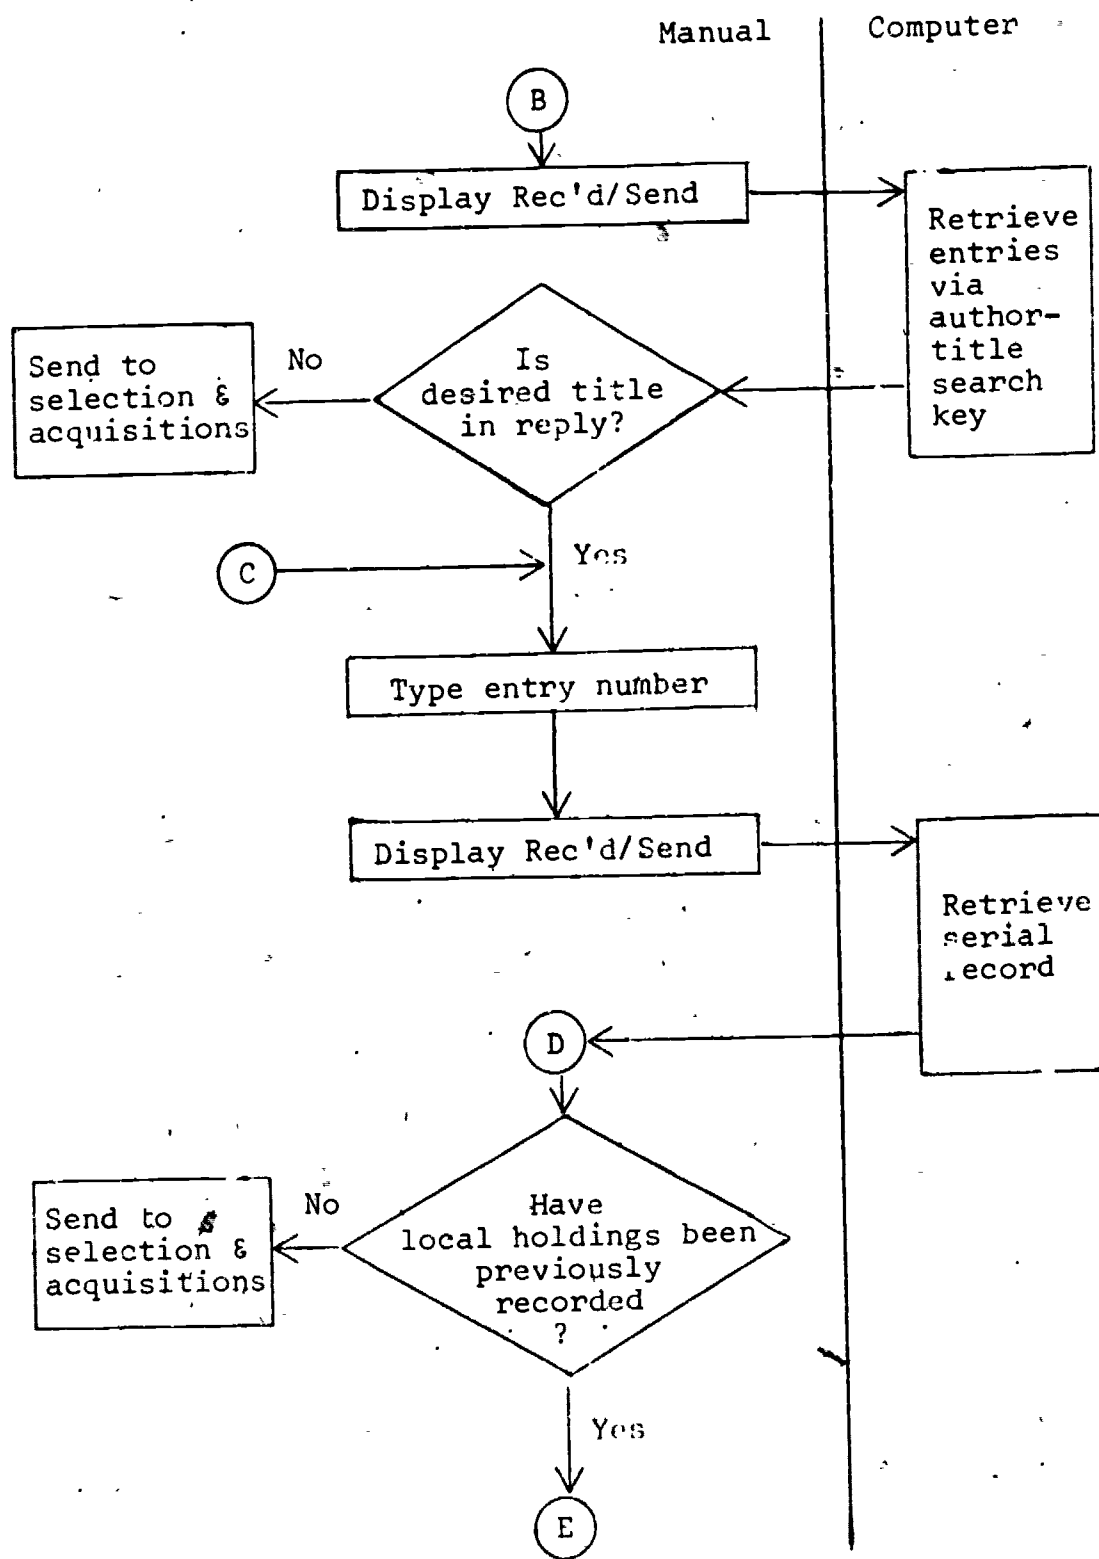 Manual
Computer
B
Display Rec'd/Send
Retrieve
entries
via
author-
title
search
key
Is
desired title
in reply?
No
Send to
selection &
acquisitions
Yes
C
Type entry number
Display Rec'd/Send
Retrieve
serial
record
D
Have
local holdings been
previously
recorded
?
No
Send to
selection &
acquisitions
Yes
E